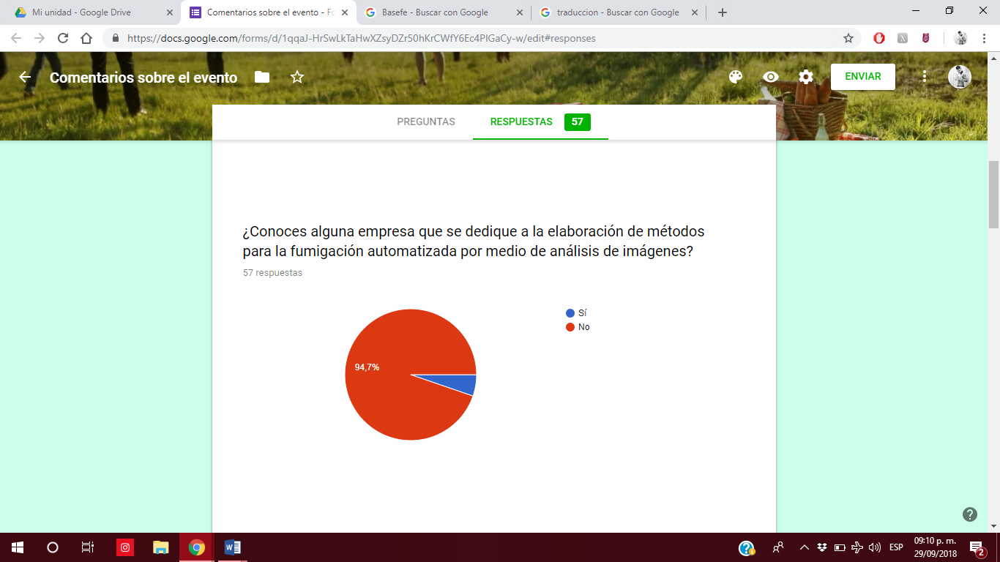 Mi unidad - Google Drive
Comentarios sobre el evento - Fo
Basefe - Buscar con Google
traduccion - Buscar con Google
https://docs.google.com/forms/d/1qqaJ-HrSwLkTaHwXZsyDZr50hKrCWfY6Ec4PIGaCy-w/edit#responses
Comentarios sobre el evento
ENVIAR
PREGUNTAS
RESPUESTAS 57
¿Conoces alguna empresa que se dedique a la elaboración de métodos
para la fumigación automatizada por medio de análisis de imágenes?
57 respuestas
Sí
No
94,7%
ESP
09:10 p. m.
29/09/2018
2